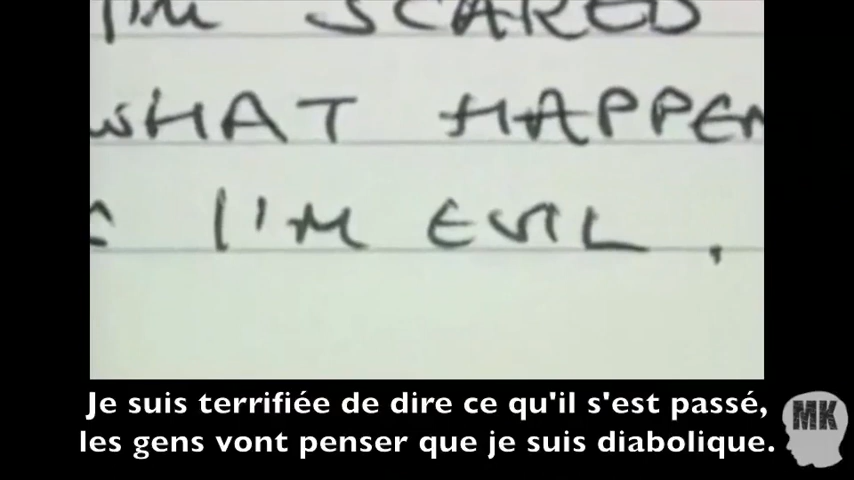 I'M SCARED
WHAT HAPPEN
I'M EVIL.
Je suis terrifiée de dire ce qu'il s'est passé,
les gens vont penser que je suis diabolique.
MK